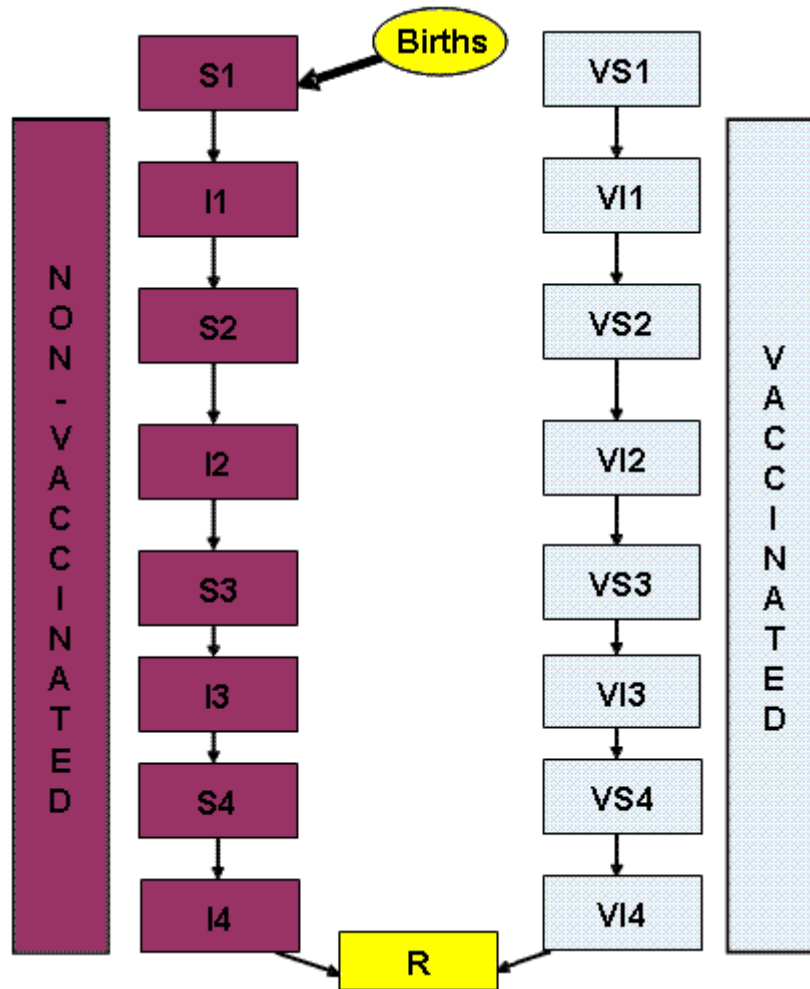 Births
S1
VS1
I1
VI1
S2
VS2
I2
VI2
S3
VS3
I3
VI3
S4
VS4
I4
VI4
R
N
O
N
-
V
A
C
C
I
N
A
T
E
D
V
A
C
C
I
N
A
T
E
D